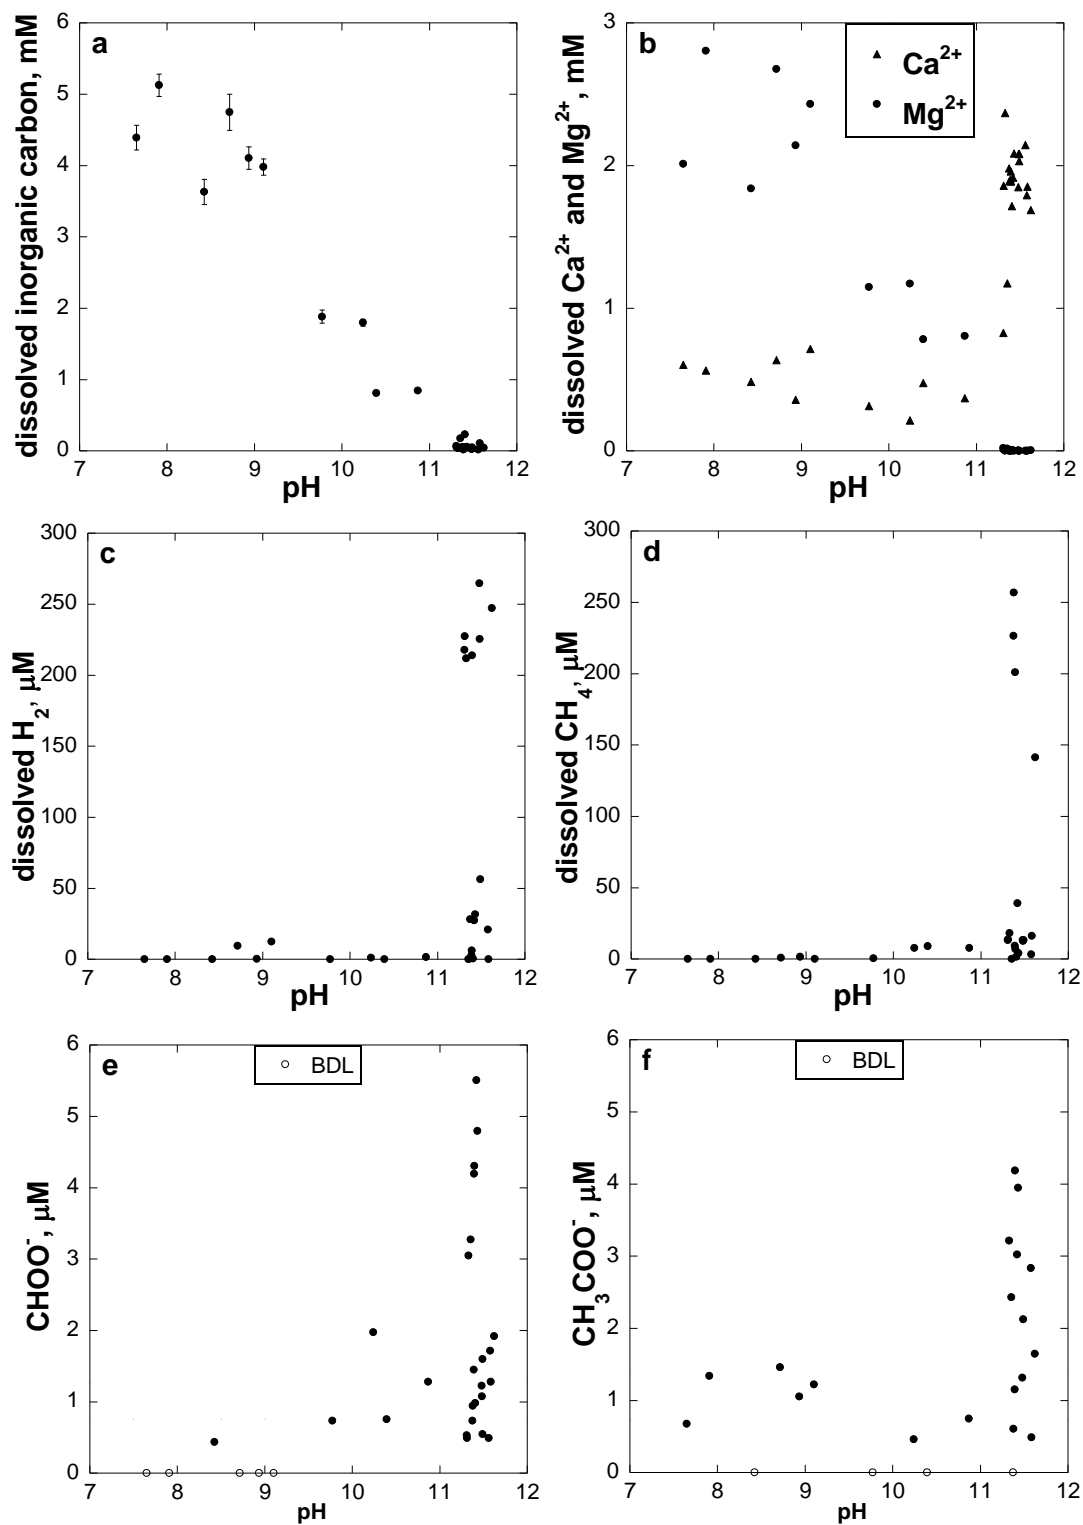 a
dissolved inorganic carbon, mM
6
5
4
3
2
1
0
7 8 9 10 11 12
pH
b
Ca²⁺
Mg²⁺
dissolved Ca²⁺ and Mg²⁺, mM
3
2
1
0
7 8 9 10 11 12
pH
c
dissolved H₂, μM
300
250
200
150
100
50
0
7 8 9 10 11 12
pH
d
dissolved CH₄, μM
300
250
200
150
100
50
0
7 8 9 10 11 12
pH
e
BDL
CHOO⁻, μM
6
5
4
3
2
1
0
7 8 9 10 11 12
pH
f
BDL
CH₃COO⁻, μM
6
5
4
3
2
1
0
7 8 9 10 11 12
pH